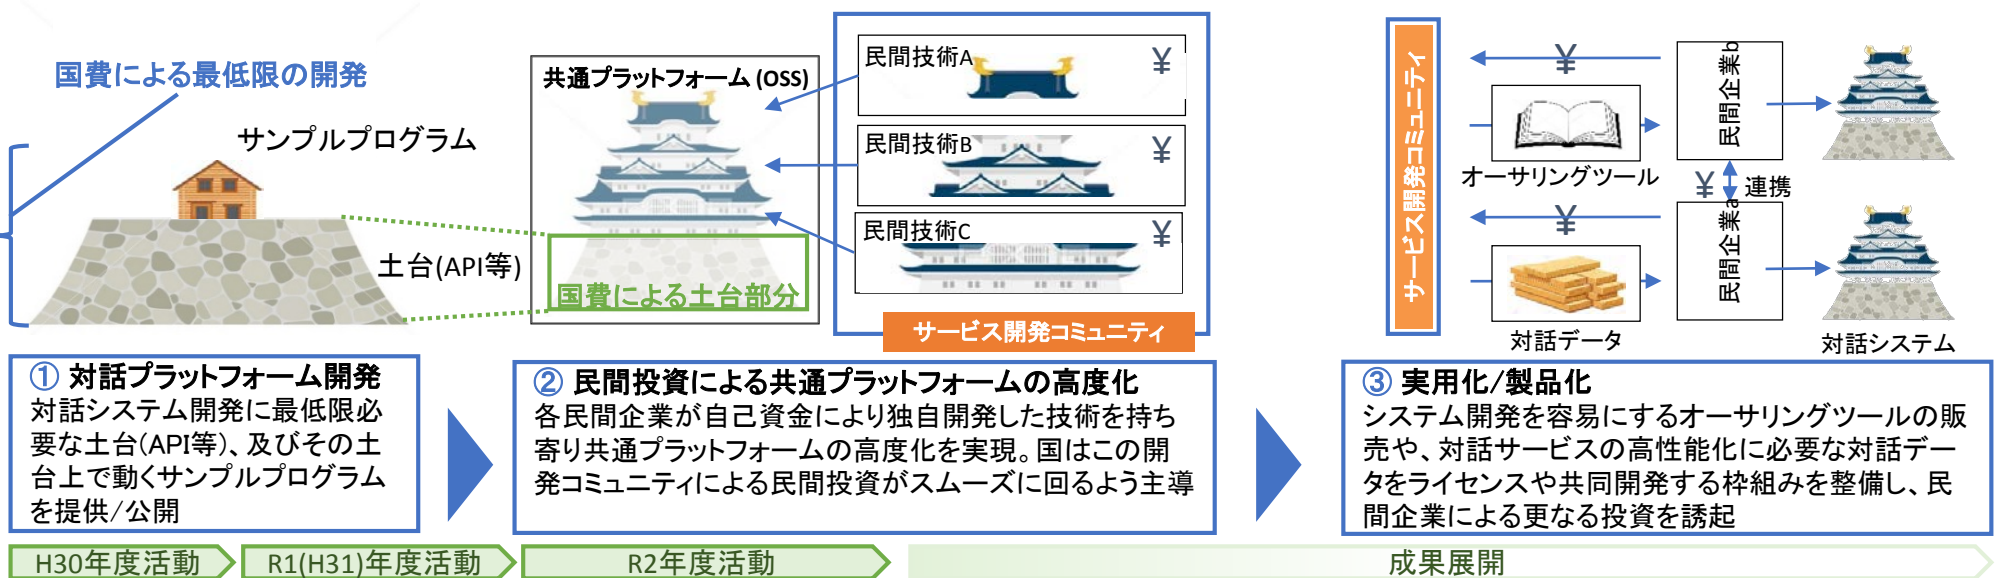 国費による最低限の開発
サンプルプログラム
土台(API等)
共通プラットフォーム (OSS)
国費による土台部分
民間技術A
¥
民間技術B
¥
民間技術C
¥
サービス開発コミュニティ
サービス開発コミュニティ
¥
オーサリングツール
民間企業b
¥
連携
¥
対話データ
民間企業a
対話システム
① 対話プラットフォーム開発
対話システム開発に最低限必
要な土台(API等)、及びその土
台上で動くサンプルプログラム
を提供/公開
② 民間投資による共通プラットフォームの高度化
各民間企業が自己資金により独自開発した技術を持ち
寄り共通プラットフォームの高度化を実現。国はこの開
発コミュニティによる民間投資がスムーズに回るよう主導
③ 実用化/製品化
システム開発を容易にするオーサリングツールの販
売や、対話サービスの高性能化に必要な対話デー
タをライセンスや共同開発する枠組みを整備し、民
間企業による更なる投資を誘起
H30年度活動
R1(H31)年度活動
R2年度活動
成果展開